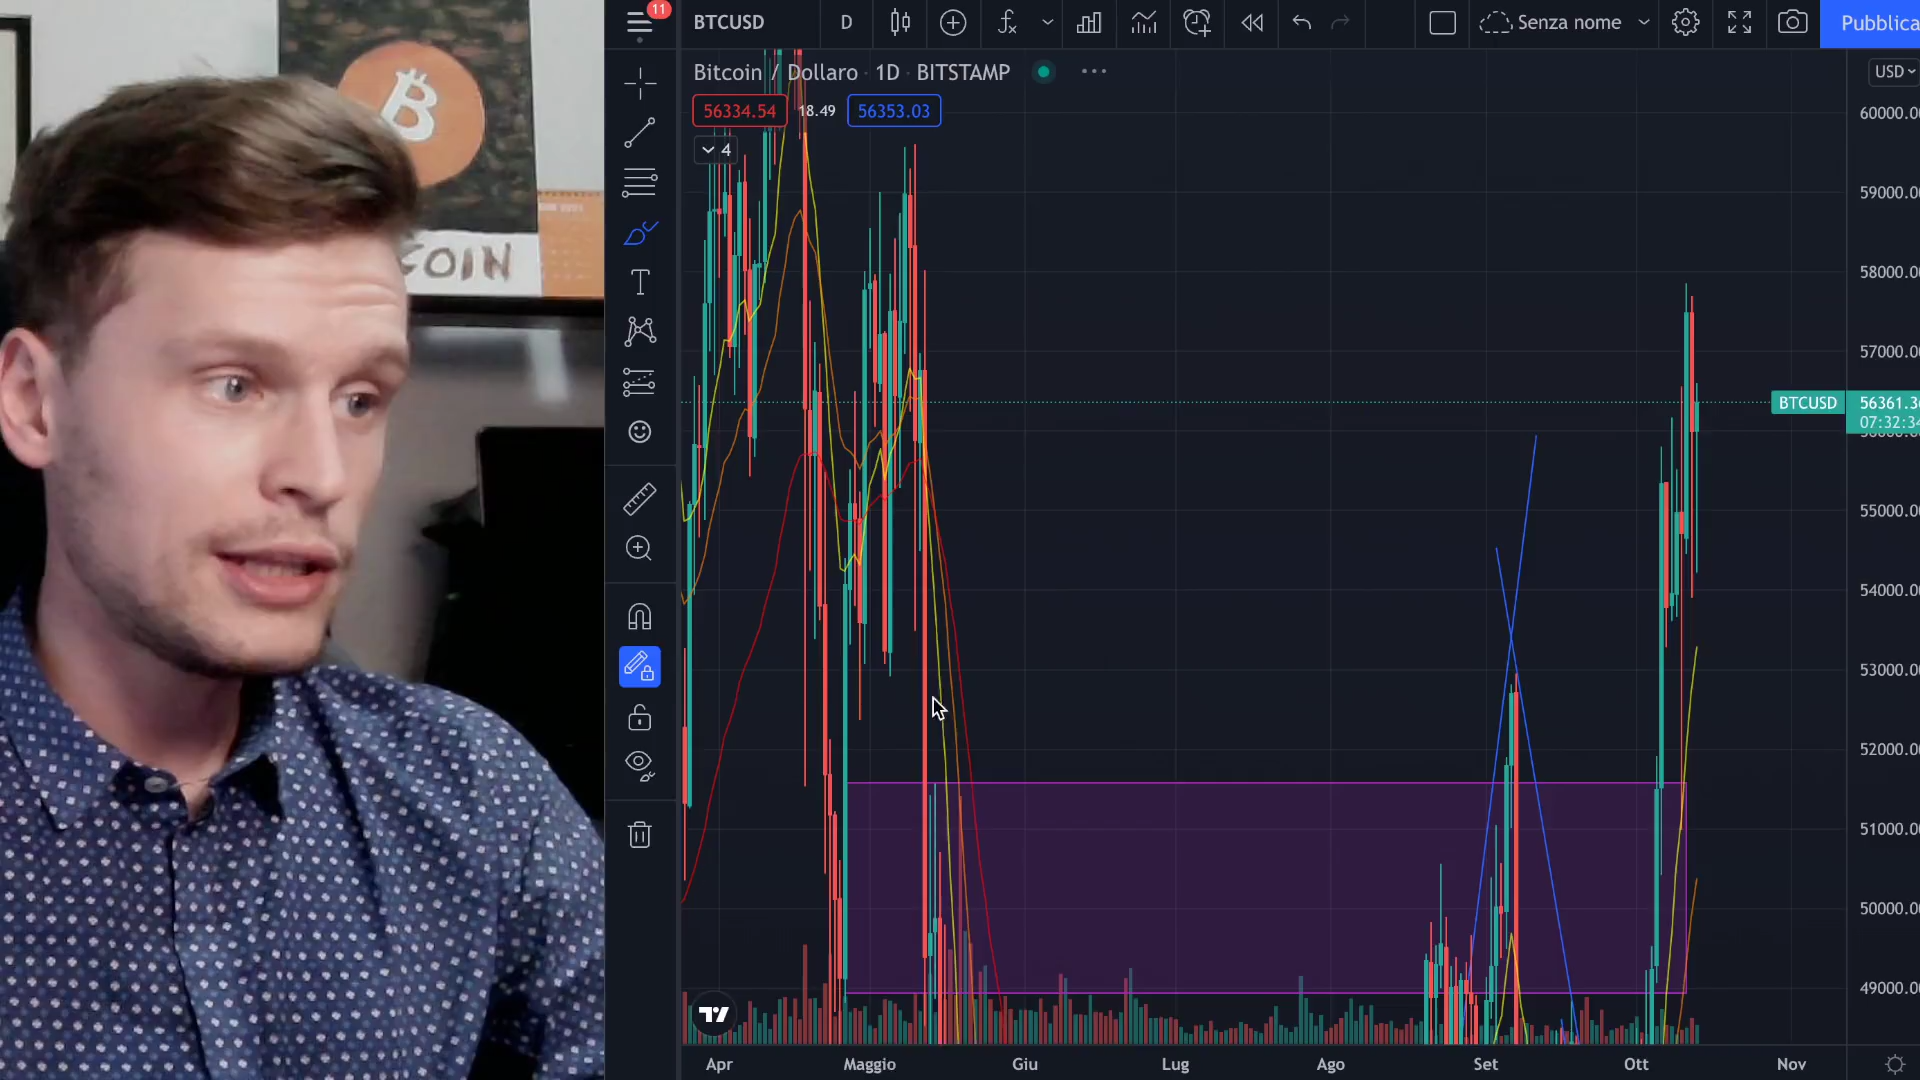 11
BTCUSD
D
Senza nome
Pubblica
Bitcoin / Dollaro · 1D · BITSTAMP
USD
56334.54
18.49
56353.03
4
COIN
60000.0
59000.0
58000.0
57000.0
BTCUSD
56361.3
07:32:34
55000.0
54000.0
53000.0
52000.0
51000.0
50000.0
49000.0
Apr
Maggio
Giu
Lug
Ago
Set
Ott
Nov